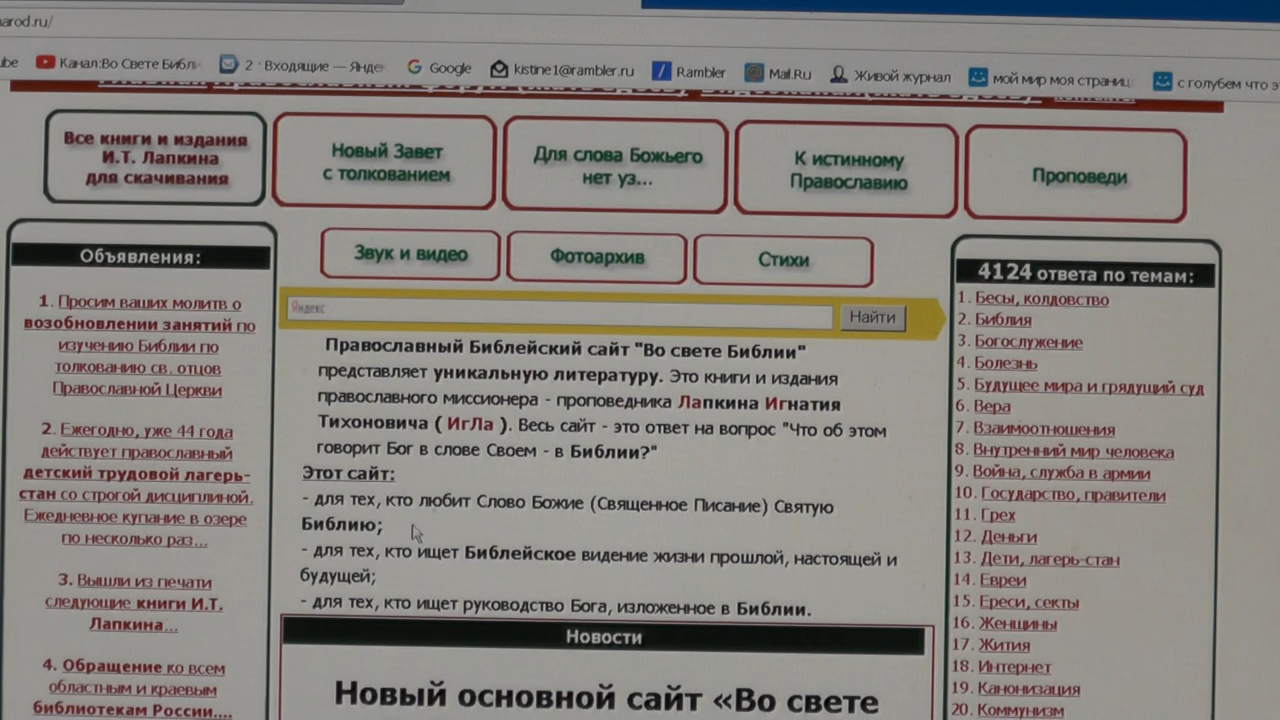 narod.ru/
ube Канал:Во Свете Библ 2 · Входящие — Янде Google kistine1@rambler.ru Rambler Mail.Ru Живой журнал мой мир моя страниц с голубем что э
Все книги и издания
И.Т. Лапкина
для скачивания
Новый Завет
с толкованием
Для слова Божьего
нет уз...
К истинному
Православию
Проповеди
Звук и видео
Фотоархив
Стихи
Объявления:
1. Просим ваших молитв о
возобновлении занятий по
изучению Библии по
толкованию св. отцов
Православной Церкви
2. Ежегодно, уже 44 года
действует православный
детский трудовой лагерь-
стан со строгой дисциплиной.
Ежедневное купание в озере
по несколько раз...
3. Вышли из печати
следующие книги И.Т.
Лапкина...
4. Обращение ко всем
областным и краевым
библиотекам России....
Яндекс
Найти
Православный Библейский сайт "Во свете Библии"
представляет уникальную литературу. Это книги и издания
православного миссионера - проповедника Лапкина Игнатия
Тихоновича ( ИгЛа ). Весь сайт - это ответ на вопрос "Что об этом
говорит Бог в слове Своем - в Библии?"
Этот сайт:
- для тех, кто любит Слово Божие (Священное Писание) Святую
Библию;
- для тех, кто ищет Библейское видение жизни прошлой, настоящей и
будущей;
- для тех, кто ищет руководство Бога, изложенное в Библии.
Новости
Новый основной сайт «Во свете
4124 ответа по темам:
1. Бесы, колдовство
2. Библия
3. Богослужение
4. Болезнь
5. Будущее мира и грядущий суд
6. Вера
7. Взаимоотношения
8. Внутренний мир человека
9. Война, служба в армии
10. Государство, правители
11. Грех
12. Деньги
13. Дети, лагерь-стан
14. Евреи
15. Ереси, секты
16. Женщины
17. Жития
18. Интернет
19. Канонизация
20. Коммунизм